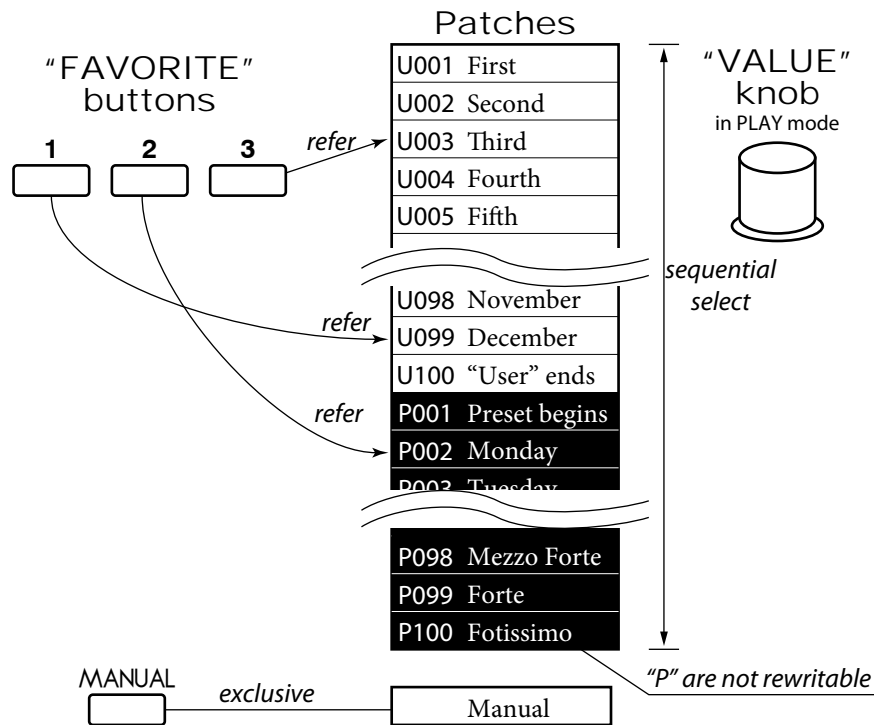 Patches
"FAVORITE"
buttons
1 2 3
refer
U001 First
U002 Second
U003 Third
U004 Fourth
U005 Fifth
"VALUE"
knob
in PLAY mode
sequential
select
refer
U098 November
U099 December
U100 "User" ends
refer
P001 Preset begins
P002 Monday
P003 Tuesday
P098 Mezzo Forte
P099 Forte
P100 Fotissimo
"P" are not rewritable
MANUAL
exclusive
Manual